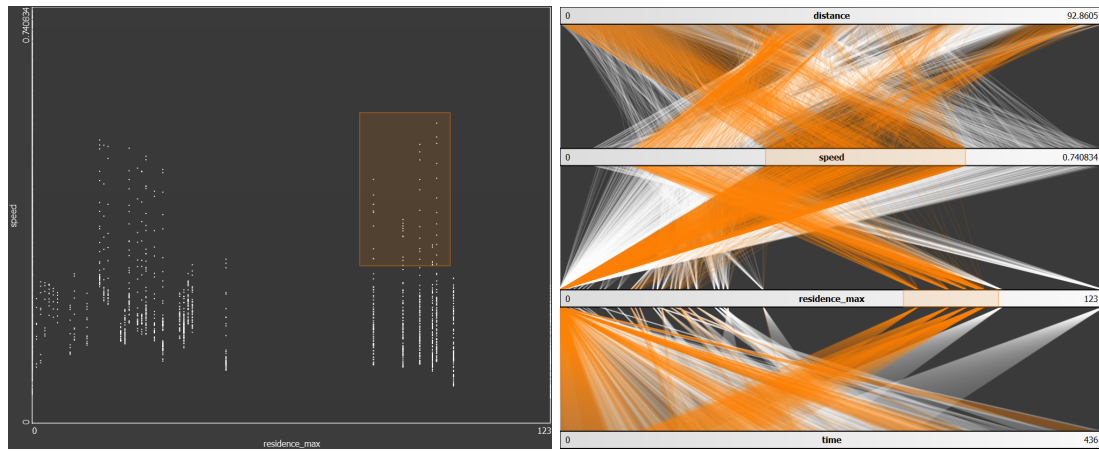 0.740834
speed
0
0
residence_max
123
0 distance 92.8605
0 speed 0.740834
0 residence_max 123
0 time 436